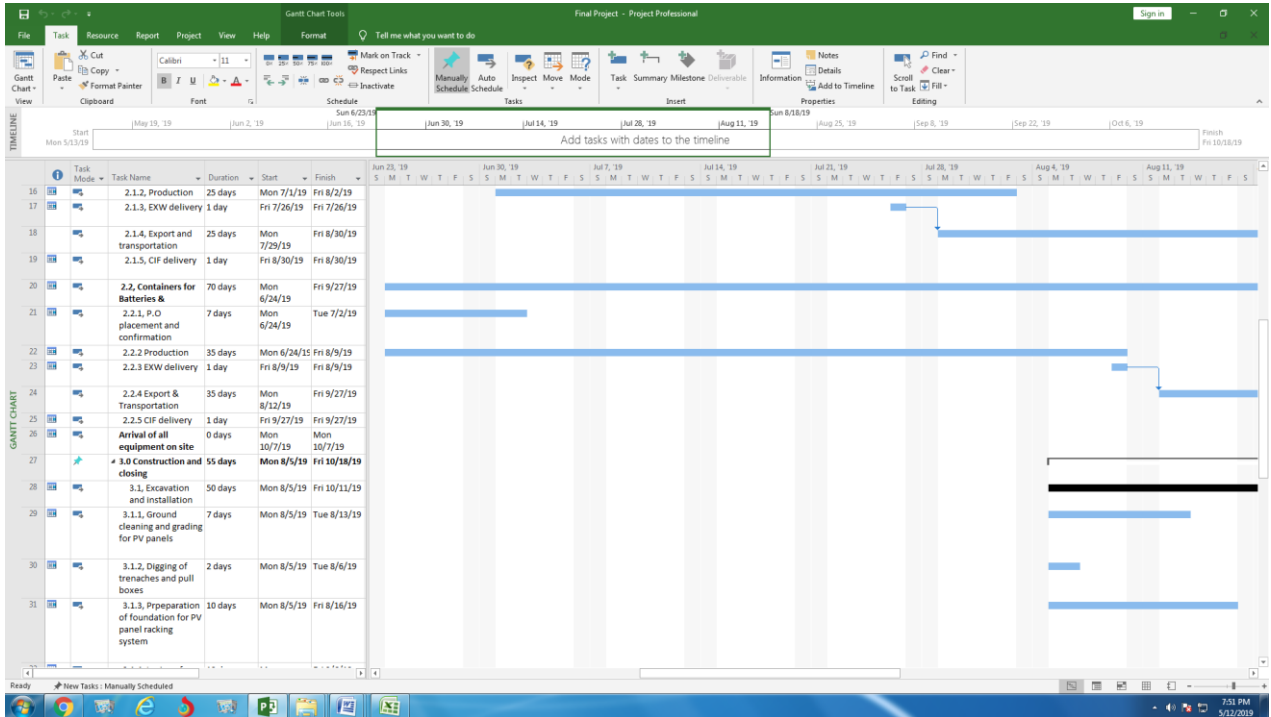 Gantt Chart Tools
Final Project - Project Professional
Sign in
File Task Resource Report Project View Help Format Tell me what you want to do
Gantt Chart
View
Paste
Cut
Copy
Format Painter
Clipboard
Calibri 11
B I U A
Font
0% 25% 50% 75% 100%
Mark on Track
Respect Links
Inactivate
Schedule
Manually Schedule
Auto Schedule
Inspect Move Mode
Tasks
Task Summary Milestone Deliverable
Insert
Information
Notes
Details
Add to Timeline
Properties
Scroll to Task
Find
Clear
Fill
Editing
TIMELINE
Sun 6/23/19 Sun 8/18/19
May 19, '19 Jun 2, '19 Jun 16, '19 Jun 30, '19 Jul 14, '19 Jul 28, '19 Aug 11, '19 Aug 25, '19 Sep 8, '19 Sep 22, '19 Oct 6, '19
Start
Mon 5/13/19
Add tasks with dates to the timeline
Finish
Fri 10/18/19
GANTT CHART
Task Mode Task Name Duration Start Finish
Jun 23, '19 Jun 30, '19 Jul 7, '19 Jul 14, '19 Jul 21, '19 Jul 28, '19 Aug 4, '19 Aug 11, '19
S M T W T F S S M T W T F S S M T W T F S S M T W T F S S M T W T F S S M T W T F S S M T W T F S S M T W T F S
16 2.1.2, Production 25 days Mon 7/1/19 Fri 8/2/19
17 2.1.3, EXW delivery 1 day Fri 7/26/19 Fri 7/26/19
18 2.1.4, Export and transportation 25 days Mon 7/29/19 Fri 8/30/19
19 2.1.5, CIF delivery 1 day Fri 8/30/19 Fri 8/30/19
20 2.2, Containers for Batteries & 70 days Mon 6/24/19 Fri 9/27/19
21 2.2.1, P.O placement and confirmation 7 days Mon 6/24/19 Tue 7/2/19
22 2.2.2 Production 35 days Mon 6/24/19 Fri 8/9/19
23 2.2.3 EXW delivery 1 day Fri 8/9/19 Fri 8/9/19
24 2.2.4 Export & Transportation 35 days Mon 8/12/19 Fri 9/27/19
25 2.2.5 CIF delivery 1 day Fri 9/27/19 Fri 9/27/19
26 Arrival of all equipment on site 0 days Mon 10/7/19 Mon 10/7/19
27 3.0 Construction and closing 55 days Mon 8/5/19 Fri 10/18/19
28 3.1, Excavation and installation 50 days Mon 8/5/19 Fri 10/11/19
29 3.1.1, Ground cleaning and grading for PV panels 7 days Mon 8/5/19 Tue 8/13/19
30 3.1.2, Digging of trenaches and pull boxes 2 days Mon 8/5/19 Tue 8/6/19
31 3.1.3, Prpeparation of foundation for PV panel racking system 10 days Mon 8/5/19 Fri 8/16/19
Ready New Tasks : Manually Scheduled
7:51 PM
5/12/2019